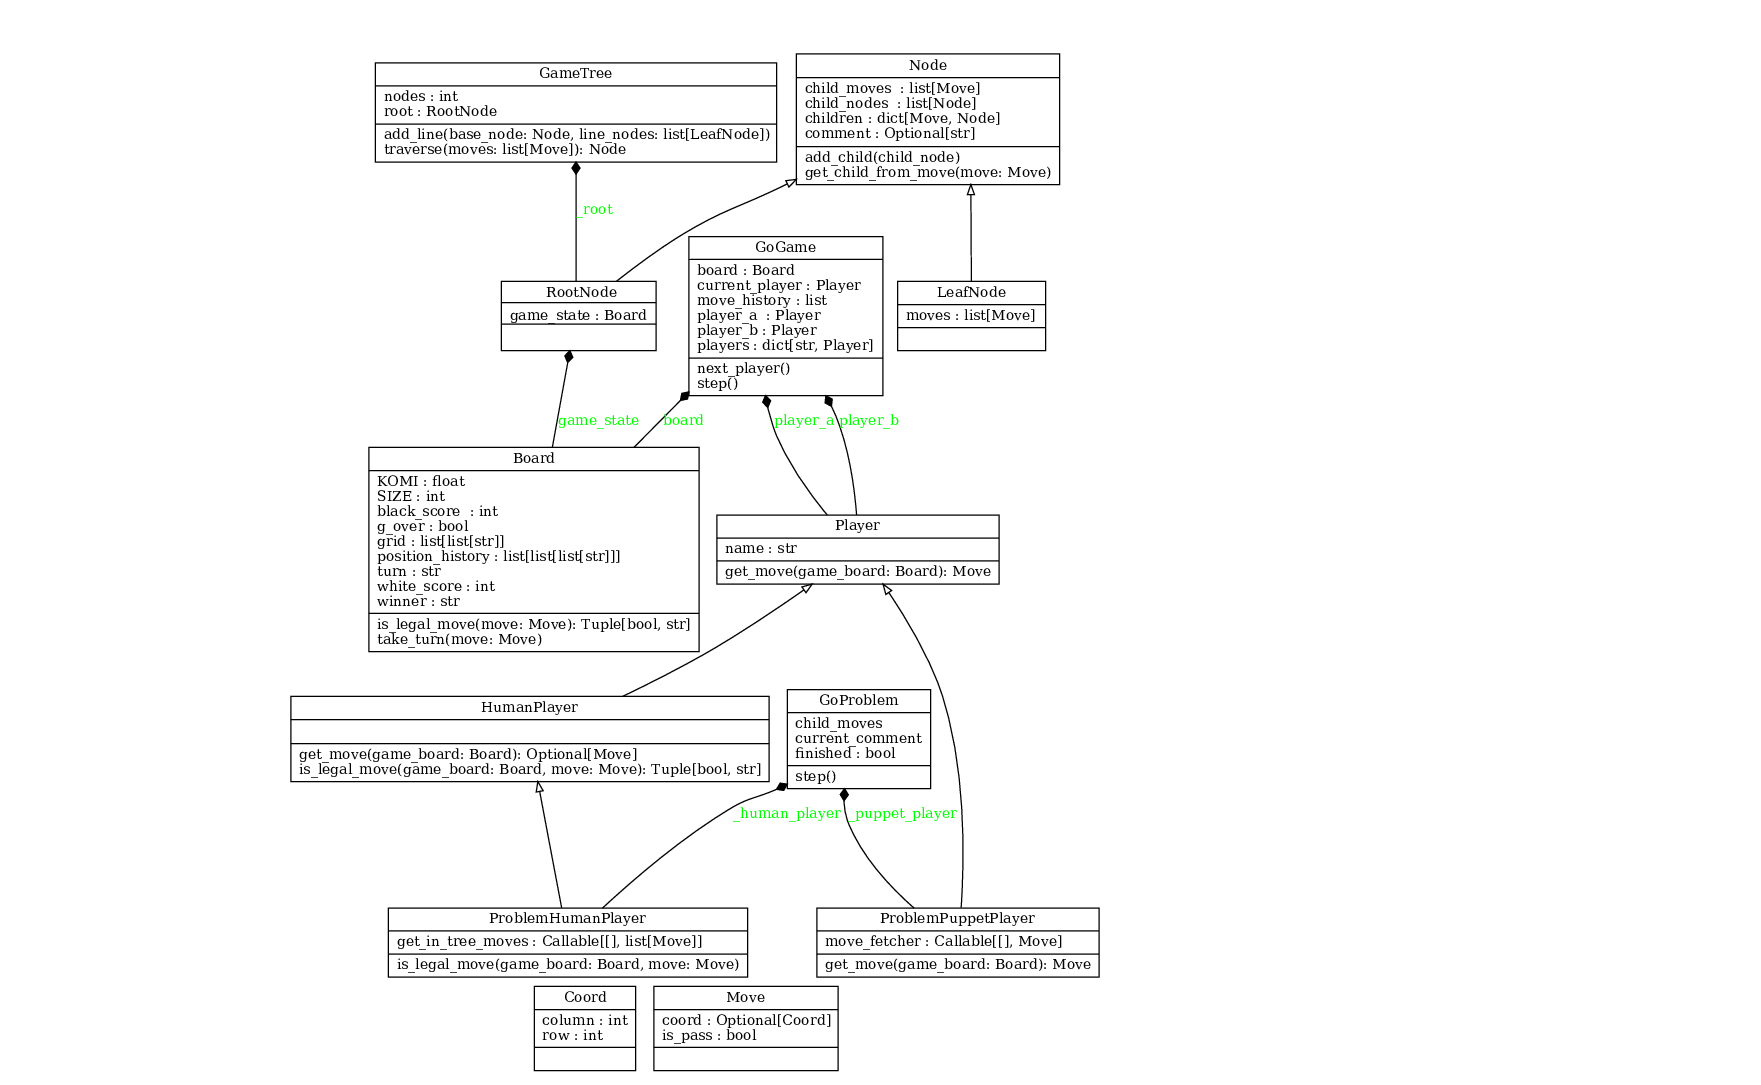 GameTree
nodes : int
root : RootNode
add_line(base_node: Node, line_nodes: list[LeafNode])
traverse(moves: list[Move]): Node
Node
child_moves : list[Move]
child_nodes : list[Node]
children : dict[Move, Node]
comment : Optional[str]
add_child(child_node)
get_child_from_move(move: Move)
_root
RootNode
game_state : Board
GoGame
board : Board
current_player : Player
move_history : list
player_a : Player
player_b : Player
players : dict[str, Player]
next_player()
step()
LeafNode
moves : list[Move]
game_state
board
player_a
player_b
Board
KOMI : float
SIZE : int
black_score : int
g_over : bool
grid : list[list[str]]
position_history : list[list[list[str]]]
turn : str
white_score : int
winner : str
is_legal_move(move: Move): Tuple[bool, str]
take_turn(move: Move)
Player
name : str
get_move(game_board: Board): Move
HumanPlayer
get_move(game_board: Board): Optional[Move]
is_legal_move(game_board: Board, move: Move): Tuple[bool, str]
GoProblem
child_moves
current_comment
finished : bool
step()
_human_player
_puppet_player
ProblemHumanPlayer
get_in_tree_moves : Callable[[], list[Move]]
is_legal_move(game_board: Board, move: Move)
ProblemPuppetPlayer
move_fetcher : Callable[[], Move]
get_move(game_board: Board): Move
Coord
column : int
row : int
Move
coord : Optional[Coord]
is_pass : bool